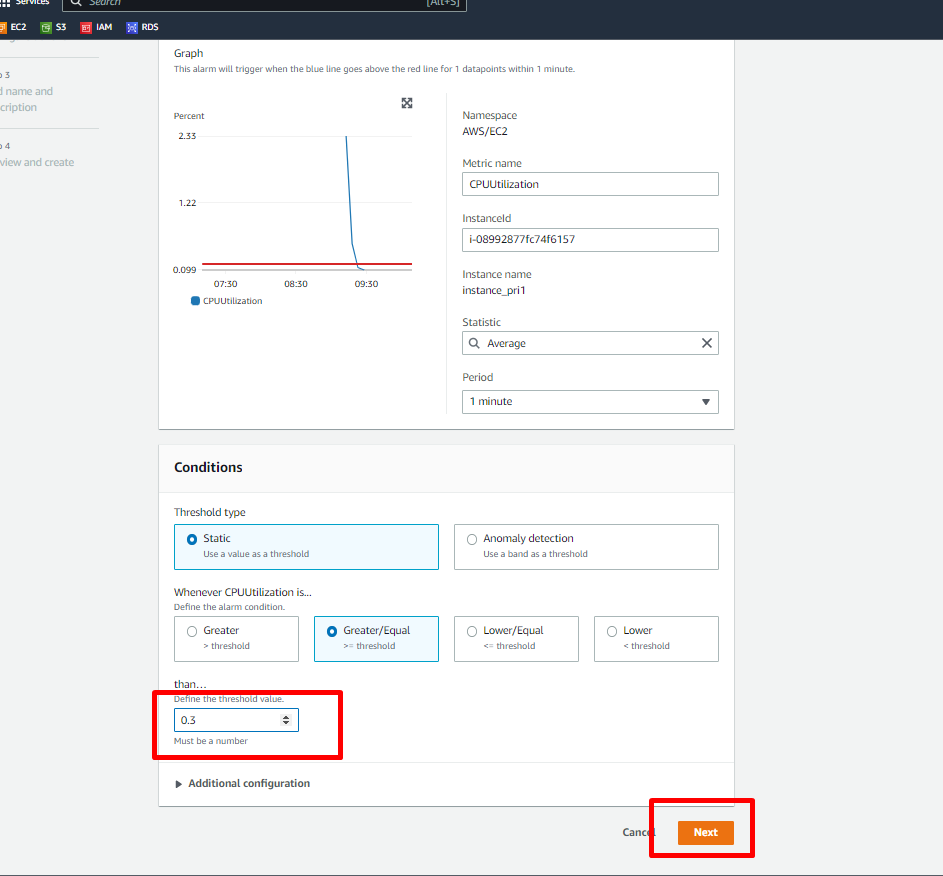 Services
Search
[Alt+S]
EC2 S3 IAM RDS
3
name and
cription
4
view and create
Graph
This alarm will trigger when the blue line goes above the red line for 1 datapoints within 1 minute.
Percent
2.33
1.22
0.099
07:30 08:30 09:30
CPUUtilization
Namespace
AWS/EC2
Metric name
CPUUtilization
InstanceId
i-08992877fc74f6157
Instance name
instance_pri1
Statistic
Average
Period
1 minute
Conditions
Threshold type
Static
Use a value as a threshold
Anomaly detection
Use a band as a threshold
Whenever CPUUtilization is...
Define the alarm condition.
Greater
> threshold
Greater/Equal
>= threshold
Lower/Equal
<= threshold
Lower
< threshold
than...
Define the threshold value.
0.3
Must be a number
Additional configuration
Cancel
Next